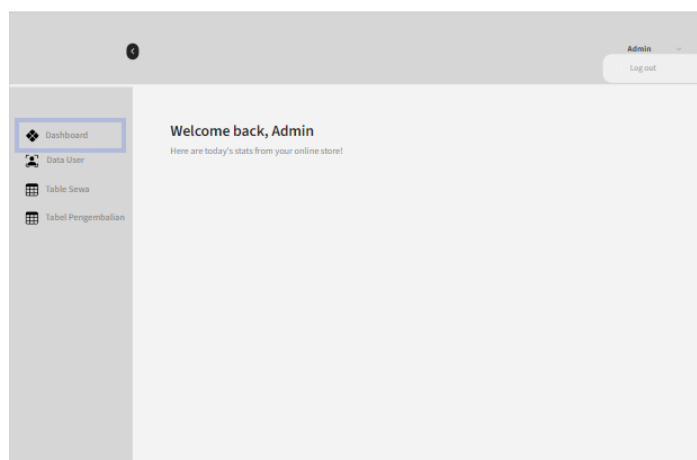 Admin
Log out
Dashboard
Data User
Table Sewa
Tabel Pengembalian
Welcome back, Admin
Here are today's stats from your online store!